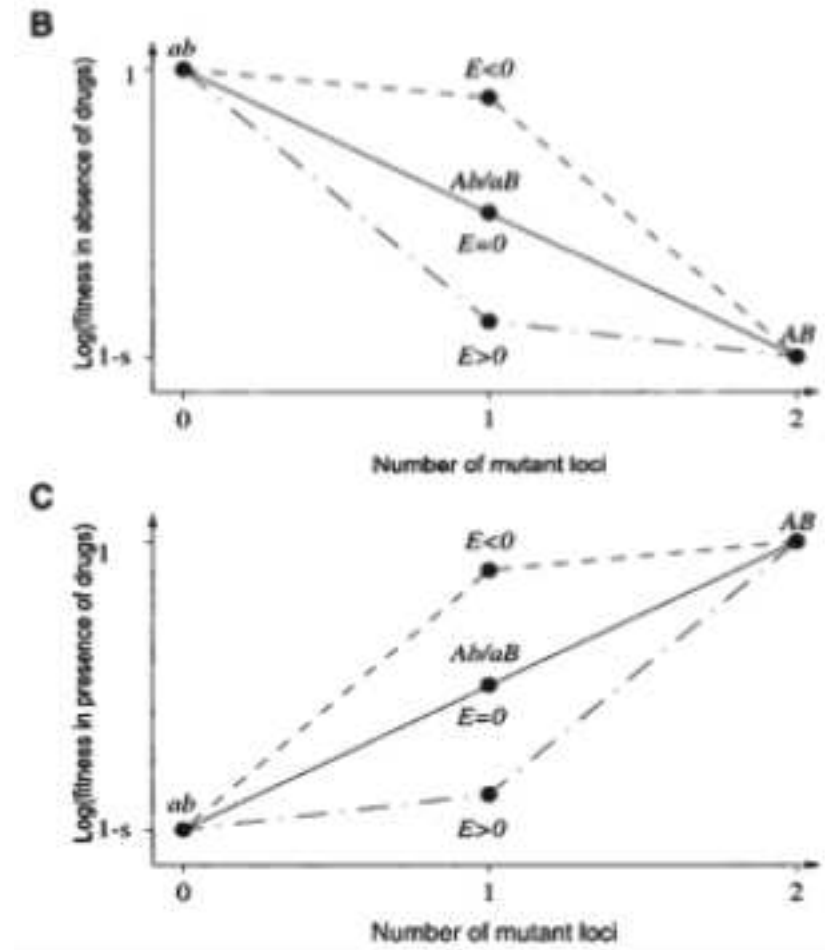 B
Log(fitness in absence of drugs)
1
1-s
ab
E<0
Ab/aB
E=0
E>0
AB
0
1
2
Number of mutant loci
C
Log(fitness in presence of drugs)
1
1-s
AB
E<0
Ab/aB
E=0
ab
E>0
0
1
2
Number of mutant loci